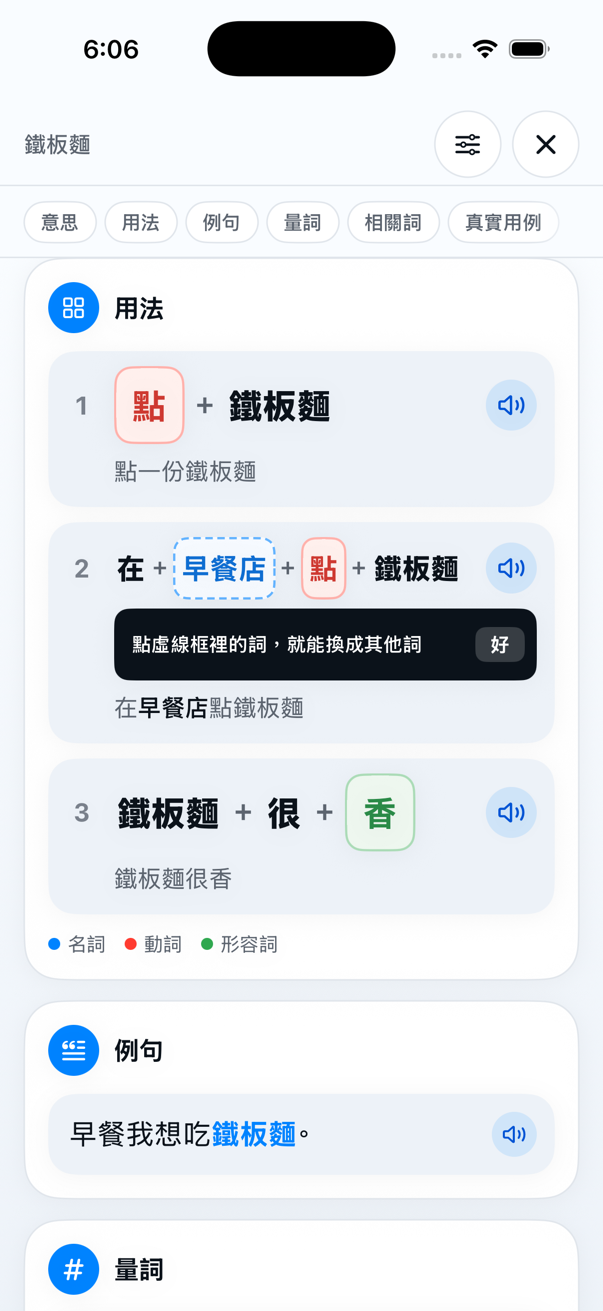 6:06
鐵板麵
意思 用法 例句 量詞 相關詞 真實用例
用法
1 點 + 鐵板麵
點一份鐵板麵
2 在 + 早餐店 + 點 + 鐵板麵
點虛線框裡的詞，就能換成其他詞 好
在早餐店點鐵板麵
3 鐵板麵 + 很 + 香
鐵板麵很香
名詞 動詞 形容詞
例句
早餐我想吃鐵板麵。
# 量詞